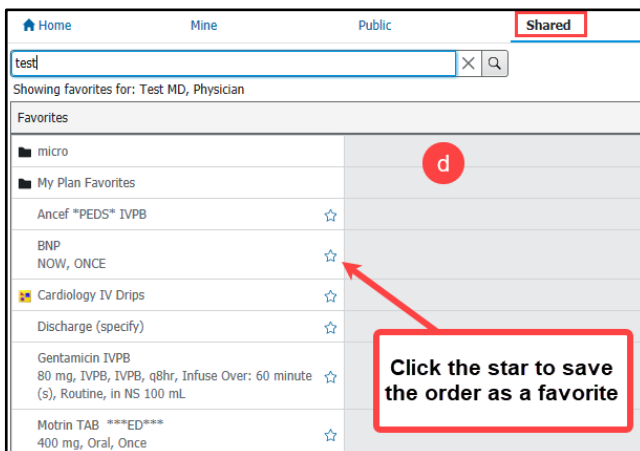 Home Mine Public Shared
test
Showing favorites for: Test MD, Physician
Favorites
micro
d
My Plan Favorites
Ancef *PEDS* IVPB
BNP
NOW, ONCE
Cardiology IV Drips
Discharge (specify)
Gentamicin IVPB
80 mg, IVPB, IVPB, q8hr, Infuse Over: 60 minute
(s), Routine, in NS 100 mL
Motrin TAB ***ED***
400 mg, Oral, Once
Click the star to save
the order as a favorite